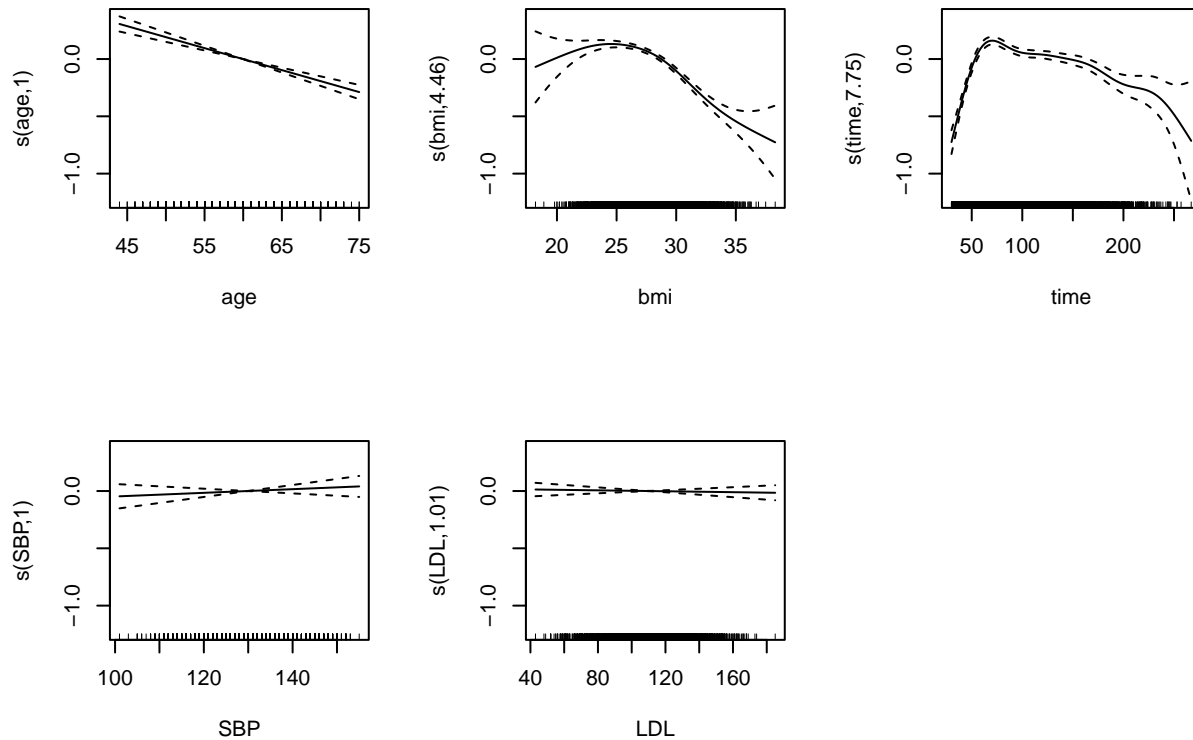 s(age,1)
0.0
−1.0
45 55 65 75
age
s(bmi,4.46)
0.0
−1.0
20 25 30 35
bmi
s(time,7.75)
0.0
−1.0
50 100 200
time
s(SBP,1)
0.0
−1.0
100 120 140
SBP
s(LDL,1.01)
0.0
−1.0
40 80 120 160
LDL